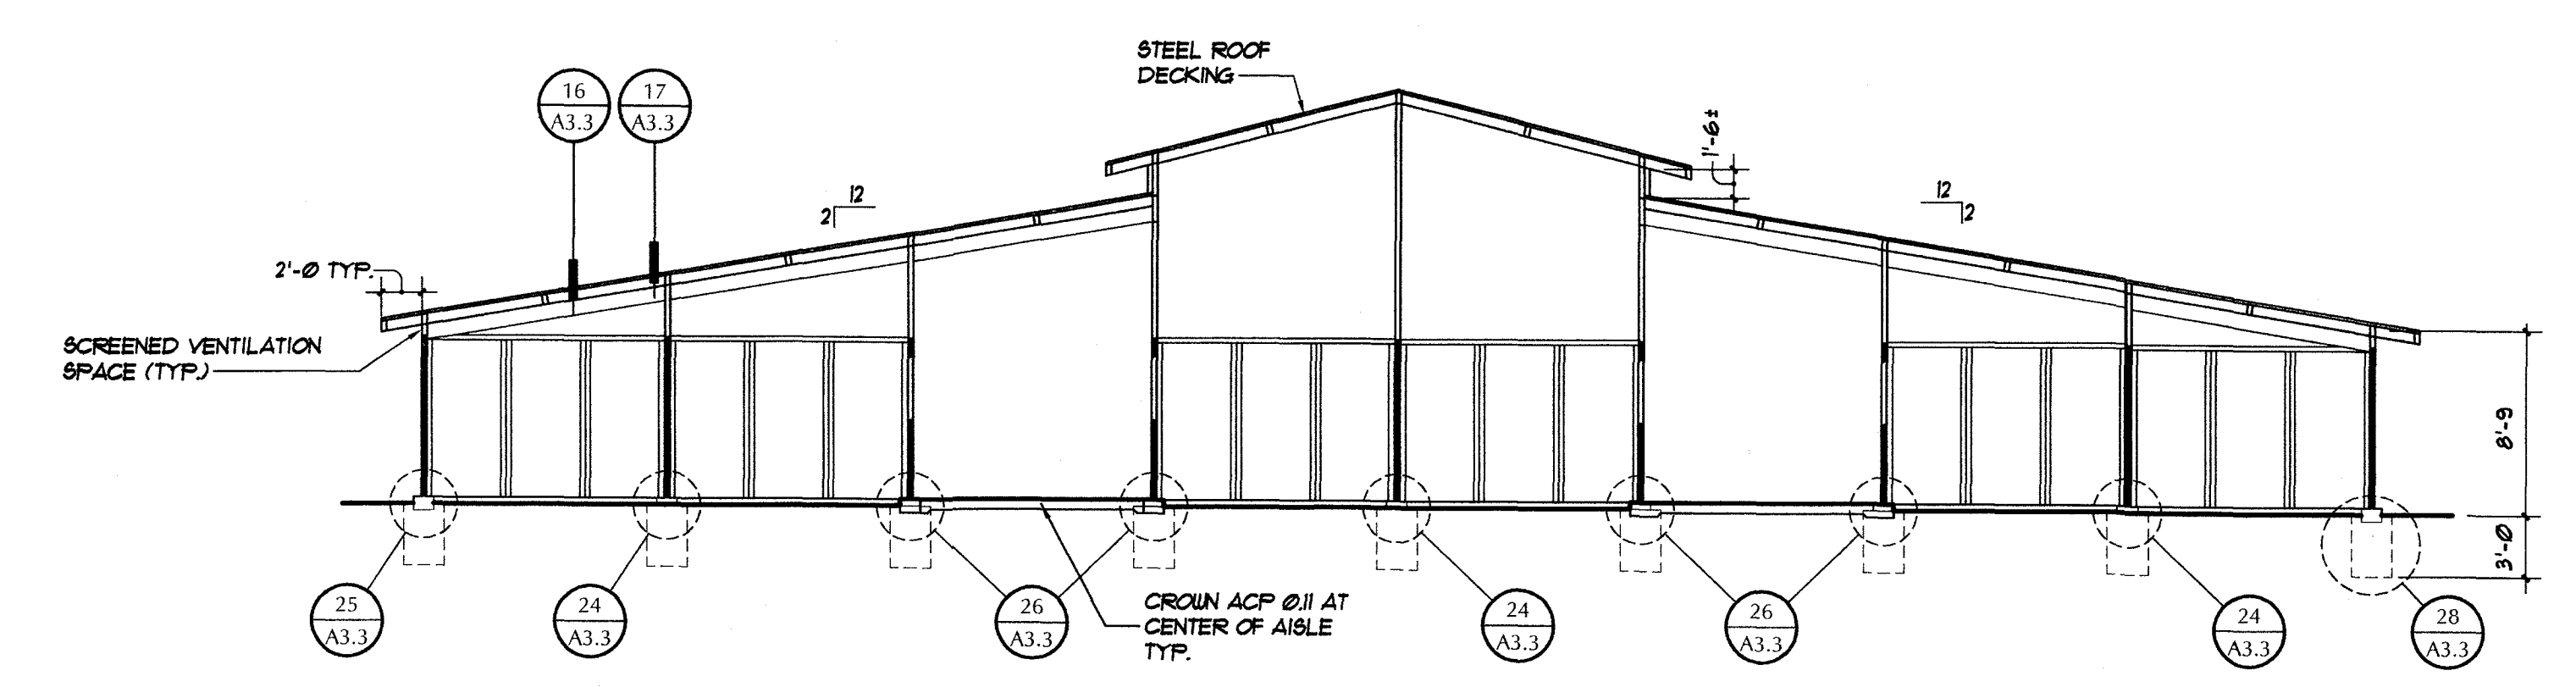 STEEL ROOF
DECKING
16
A3.3
17
A3.3
1'-6±
12
2
12
2
2'-0 TYP.
SCREENED VENTILATION
SPACE (TYP.)
8'-9
3'-0
25
A3.3
24
A3.3
26
A3.3
CROWN ACP 0.11 AT
CENTER OF AISLE
TYP.
24
A3.3
26
A3.3
24
A3.3
28
A3.3